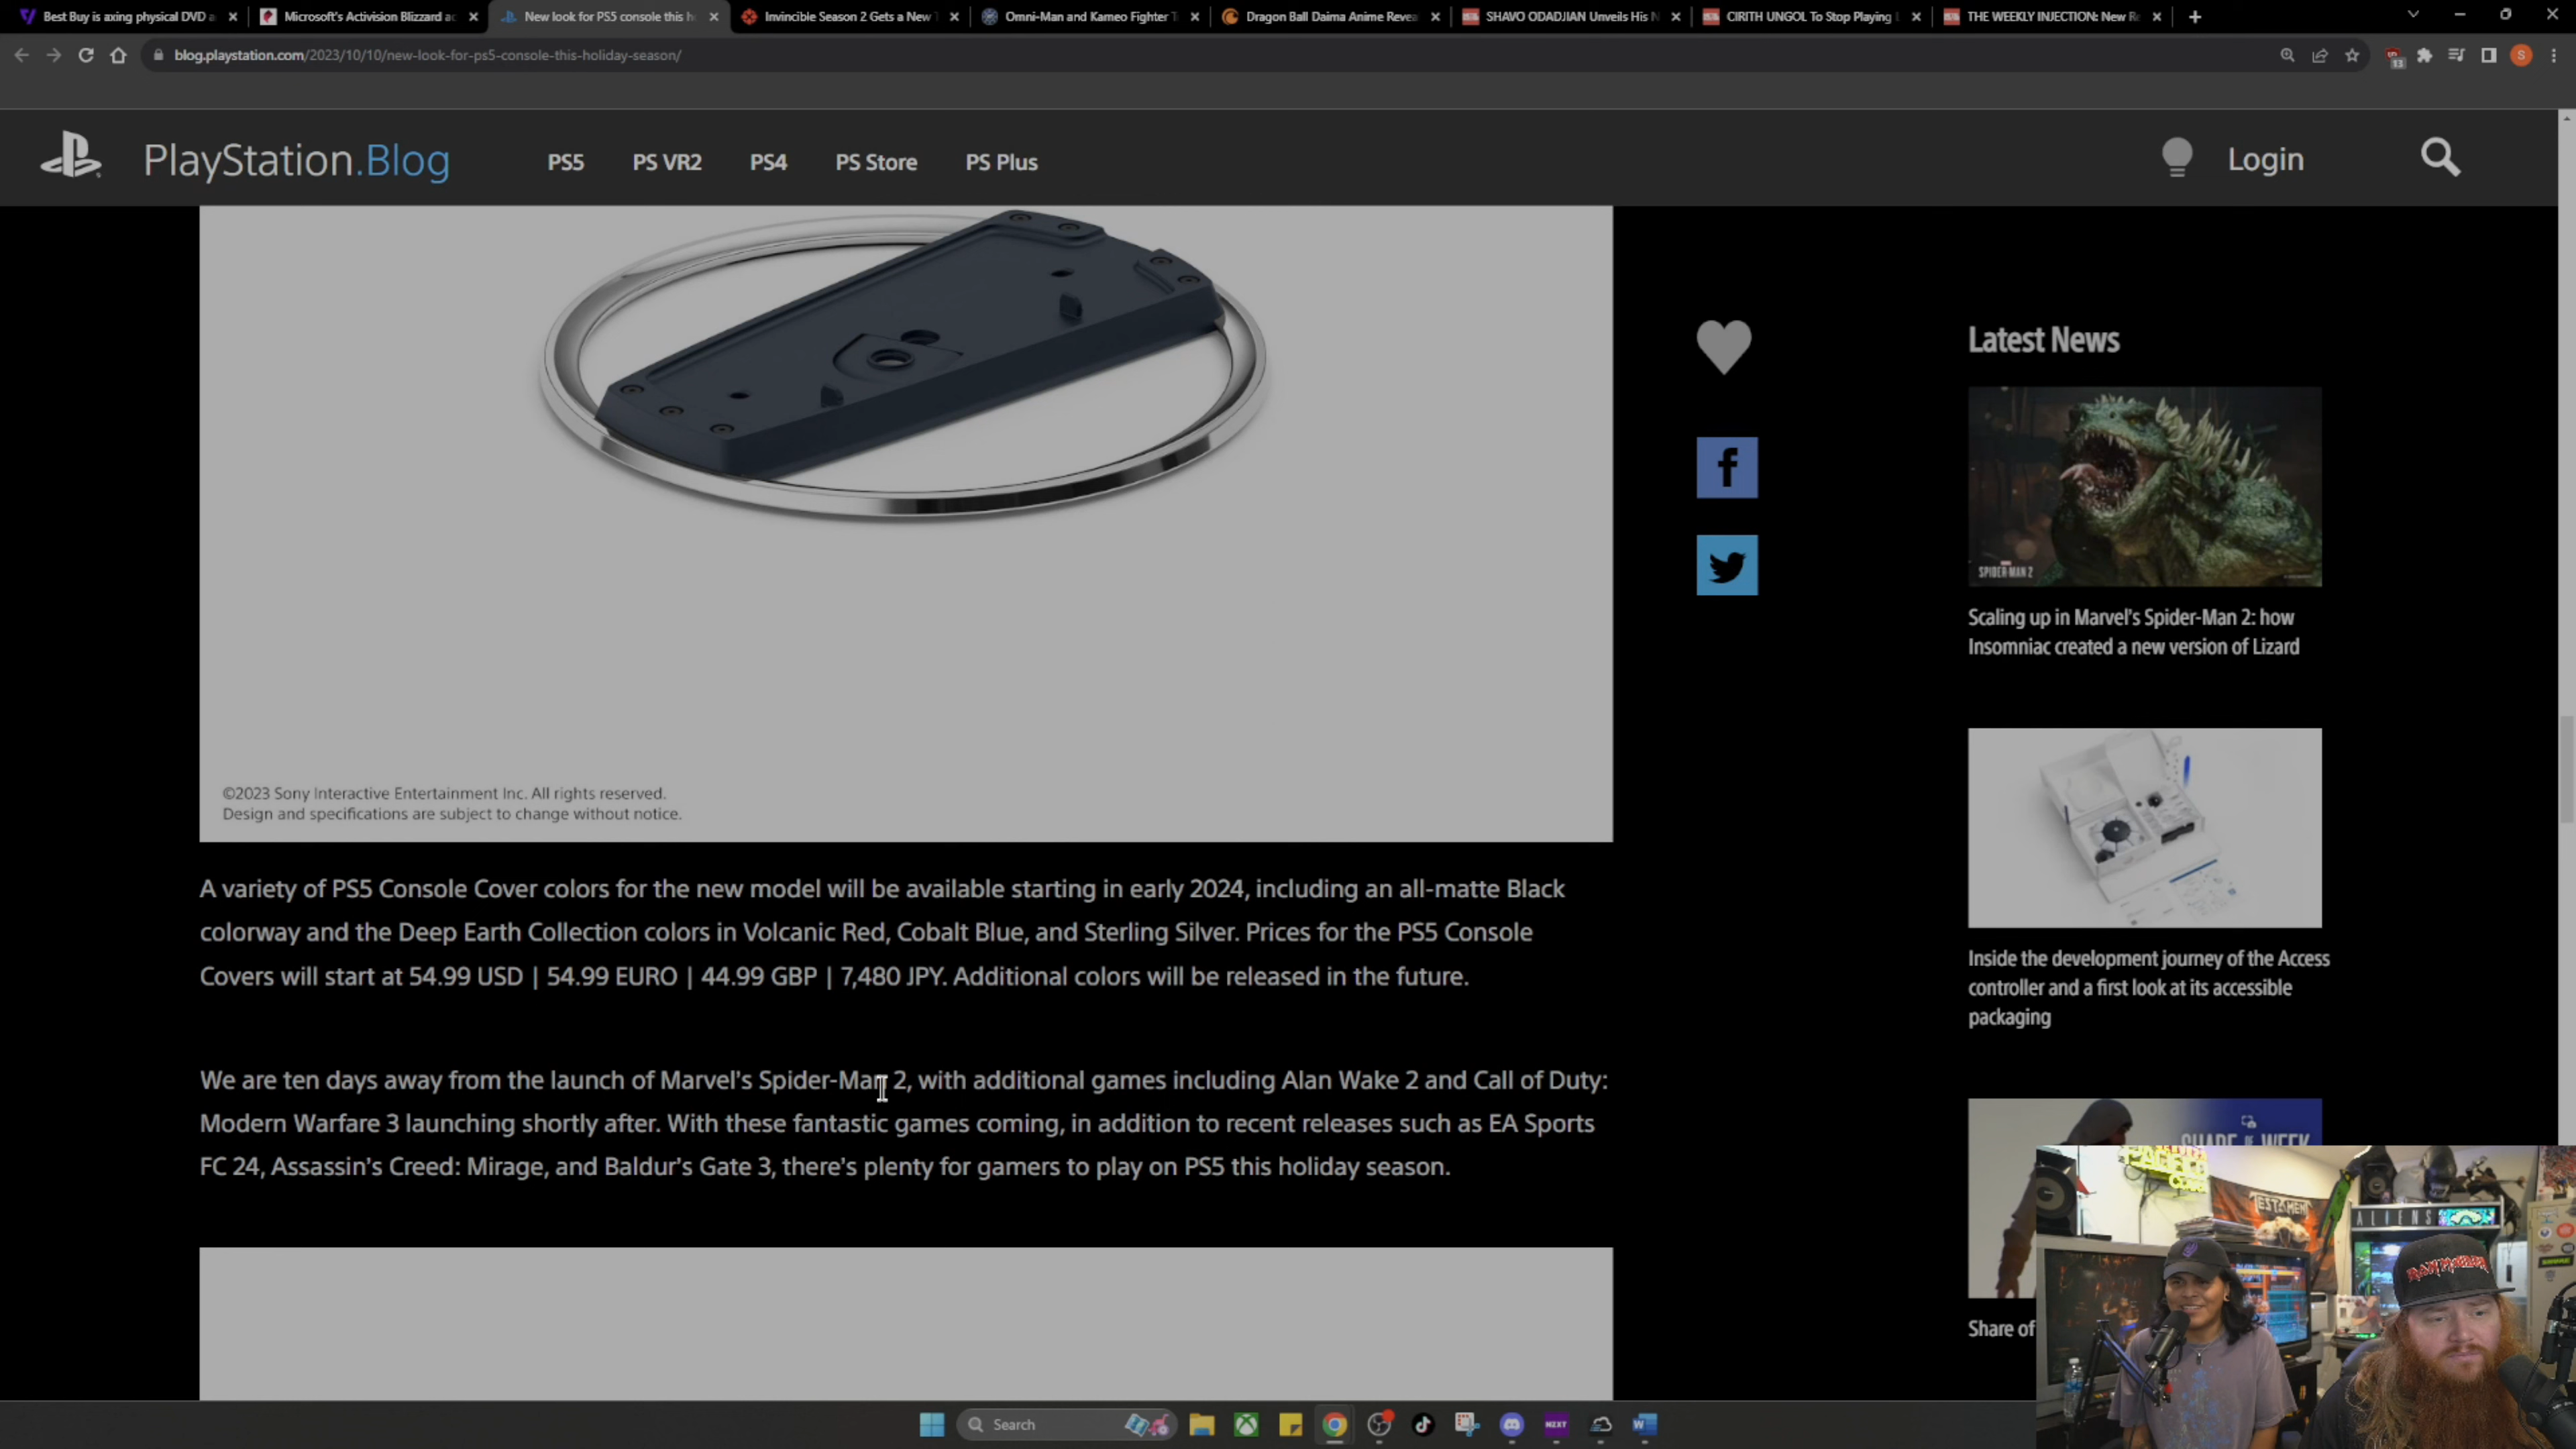 Best Buy is axing physical DVD a
Microsoft's Activision Blizzard ac
New look for PS5 console this h
Invincible Season 2 Gets a New
Omni-Man and Kameo Fighter T
Dragon Ball Daima Anime Revea
SHAVO ODADJIAN Unveils His N
CIRITH UNGOL To Stop Playing
THE WEEKLY INJECTION: New Re
blog.playstation.com/2023/10/10/new-look-for-ps5-console-this-holiday-season/
13
S
PlayStation.Blog
PS5 PS VR2 PS4 PS Store PS Plus
Login
©2023 Sony Interactive Entertainment Inc. All rights reserved.
Design and specifications are subject to change without notice.
A variety of PS5 Console Cover colors for the new model will be available starting in early 2024, including an all-matte Black
colorway and the Deep Earth Collection colors in Volcanic Red, Cobalt Blue, and Sterling Silver. Prices for the PS5 Console
Covers will start at 54.99 USD | 54.99 EURO | 44.99 GBP | 7,480 JPY. Additional colors will be released in the future.
We are ten days away from the launch of Marvel's Spider-Man 2, with additional games including Alan Wake 2 and Call of Duty:
Modern Warfare 3 launching shortly after. With these fantastic games coming, in addition to recent releases such as EA Sports
FC 24, Assassin's Creed: Mirage, and Baldur's Gate 3, there's plenty for gamers to play on PS5 this holiday season.
Latest News
SPIDER-MAN 2
Scaling up in Marvel's Spider-Man 2: how
Insomniac created a new version of Lizard
Inside the development journey of the Access
controller and a first look at its accessible
packaging
SHARE OF WEEK
Share of
TESTAMENT
ALIENS
IRON MAIDEN
Search
NZXT